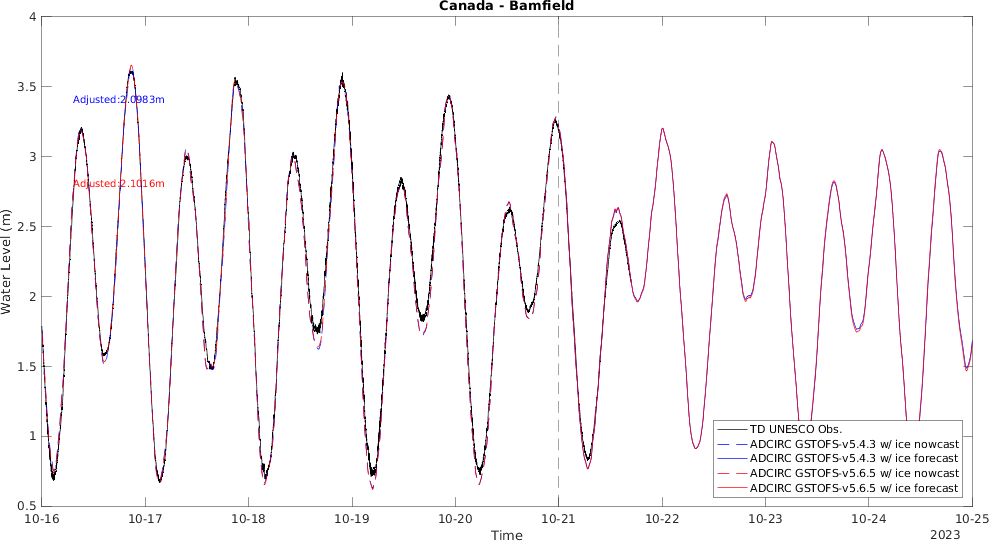 Canada - Bamfield
4
3.5
3
2.5
2
1.5
1
0.5
Water Level (m)
Adjusted:2.0983m
Adjusted:2.1016m
TD UNESCO Obs.
ADCIRC GSTOFS-v5.4.3 w/ ice nowcast
ADCIRC GSTOFS-v5.4.3 w/ ice forecast
ADCIRC GSTOFS-v5.6.5 w/ ice nowcast
ADCIRC GSTOFS-v5.6.5 w/ ice forecast
10-16 10-17 10-18 10-19 10-20 10-21 10-22 10-23 10-24 10-25
Time
2023